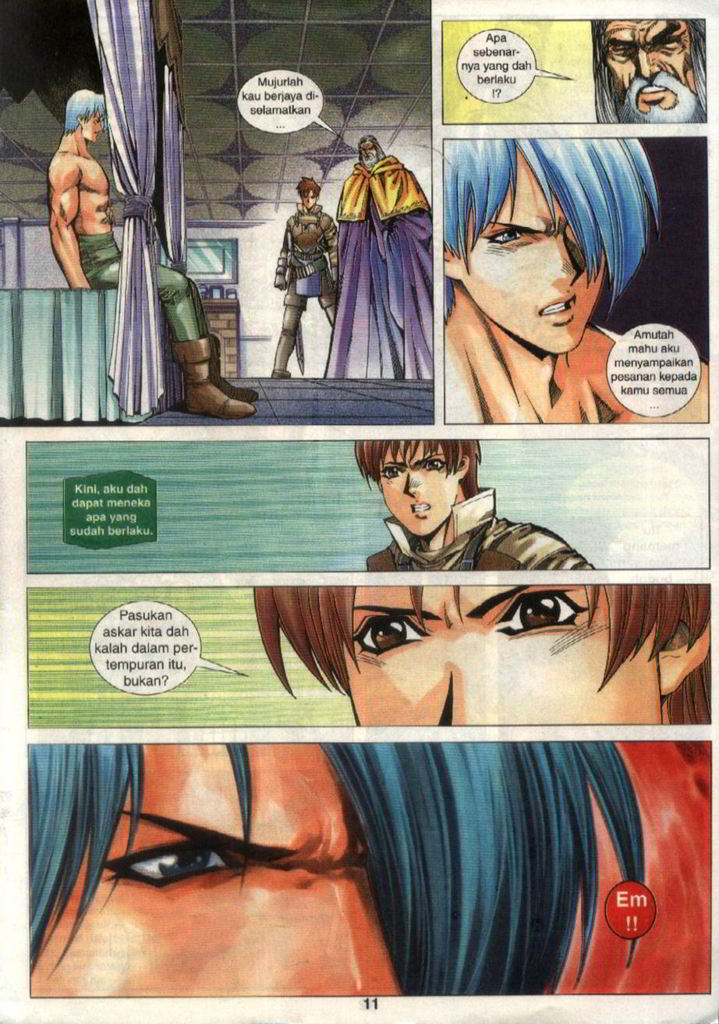 Mujurlah
kau berjaya di-
selamatkan
...
Apa
sebenar-
nya yang dah
berlaku
!?
Amutah
mahu aku
menyampaikan
pesanan kepada
kamu semua
...
Kini, aku dah
dapat meneka
apa yang
sudah berlaku.
Pasukan
askar kita dah
kalah dalam per-
tempuran itu,
bukan?
Em
!!
11